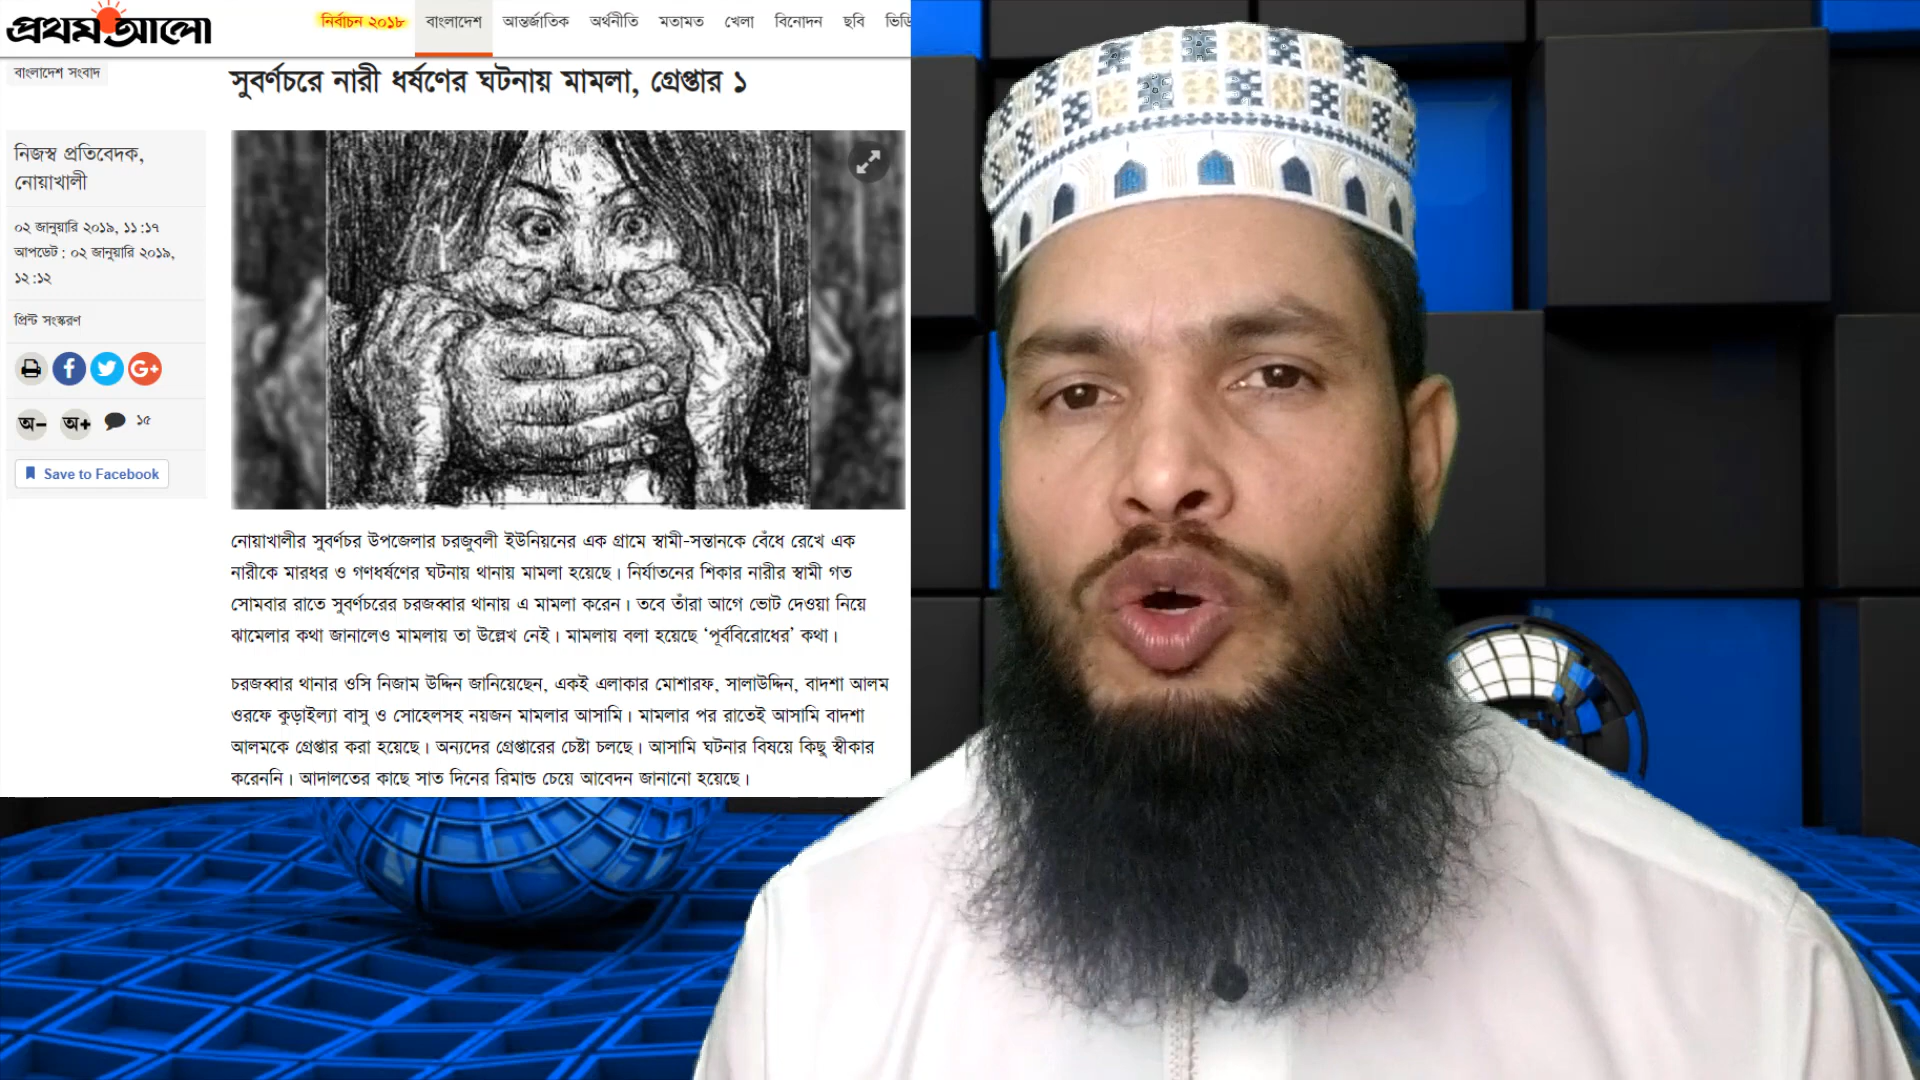 প্রথম আলো
নির্বাচন ২০১৮ বাংলাদেশ আন্তর্জাতিক অর্থনীতি মতামত খেলা বিনোদন ছবি ভিডি
বাংলাদেশ সংবাদ
সুবর্ণচরে নারী ধর্ষণের ঘটনায় মামলা, গ্রেপ্তার ১
নিজস্ব প্রতিবেদক,
নোয়াখালী
০২ জানুয়ারি ২০১৯, ১১:১৭
আপডেট: ০২ জানুয়ারি ২০১৯,
১২:১২
প্রিন্ট সংস্করণ
f G+
অ- অ+ ১৫
Save to Facebook
নোয়াখালীর সুবর্ণচর উপজেলার চরজুবলী ইউনিয়নের এক গ্রামে স্বামী-সন্তানকে বেঁধে রেখে এক
নারীকে মারধর ও গণধর্ষণের ঘটনায় থানায় মামলা হয়েছে। নির্যাতনের শিকার নারীর স্বামী গত
সোমবার রাতে সুবর্ণচরের চরজব্বার থানায় এ মামলা করেন। তবে তাঁরা আগে ভোট দেওয়া নিয়ে
ঝামেলার কথা জানালেও মামলায় তা উল্লেখ নেই। মামলায় বলা হয়েছে ‘পূর্ববিরোধের’ কথা।
চরজব্বার থানার ওসি নিজাম উদ্দিন জানিয়েছেন, একই এলাকার মোশারফ, সালাউদ্দিন, বাদশা আলম
ওরফে কুড়াইল্যা বাসু ও সোহেলসহ নয়জন মামলার আসামি। মামলার পর রাতেই আসামি বাদশা
আলমকে গ্রেপ্তার করা হয়েছে। অন্যদের গ্রেপ্তারের চেষ্টা চলছে। আসামি ঘটনার বিষয়ে কিছু স্বীকার
করেননি। আদালতের কাছে সাত দিনের রিমান্ড চেয়ে আবেদন জানানো হয়েছে।